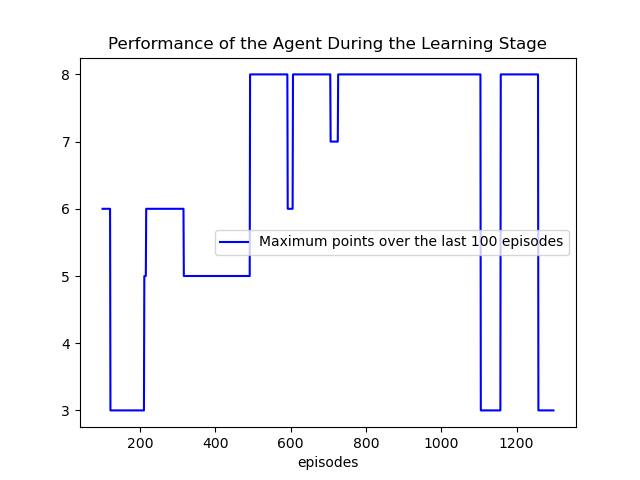 Performance of the Agent During the Learning Stage
8
7
6
Maximum points over the last 100 episodes
5
4
3
200 400 600 800 1000 1200
episodes